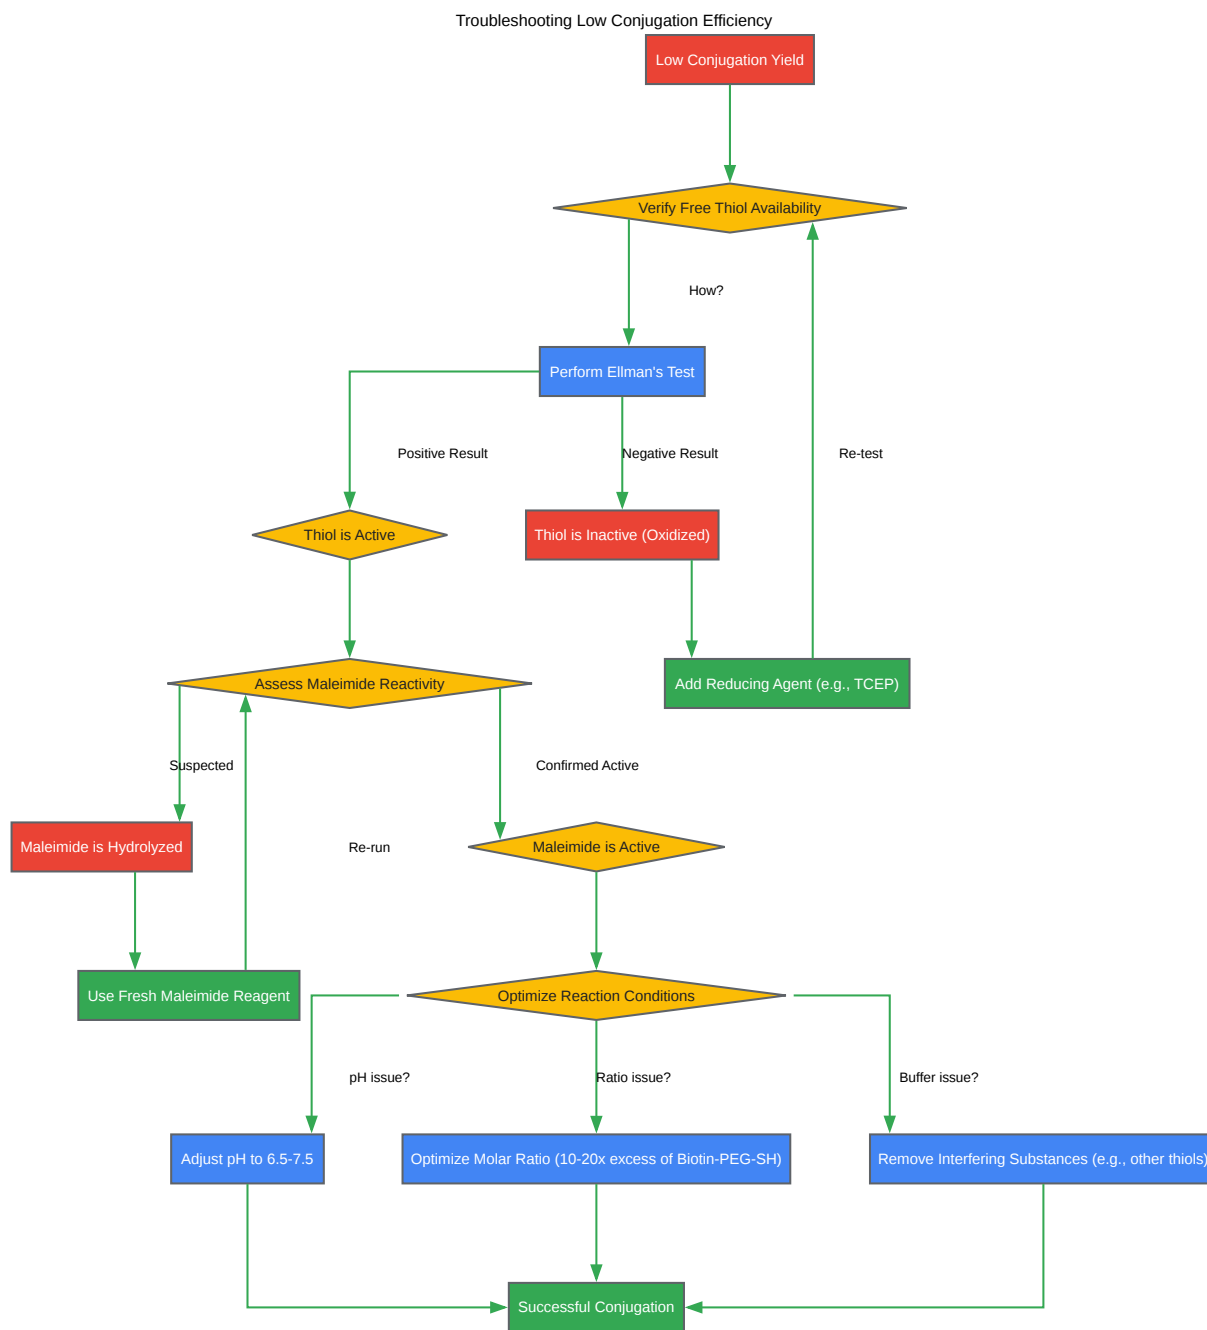 Troubleshooting Low Conjugation Efficiency
Low Conjugation Yield
Verify Free Thiol Availability
How?
Perform Ellman's Test
Positive Result
Negative Result
Re-test
Thiol is Active
Thiol is Inactive (Oxidized)
Assess Maleimide Reactivity
Add Reducing Agent (e.g., TCEP)
Suspected
Confirmed Active
Maleimide is Hydrolyzed
Re-run
Maleimide is Active
Use Fresh Maleimide Reagent
Optimize Reaction Conditions
pH issue?
Ratio issue?
Buffer issue?
Adjust pH to 6.5-7.5
Optimize Molar Ratio (10-20x excess of Biotin-PEG-SH)
Remove Interfering Substances (e.g., other thiols)
Successful Conjugation